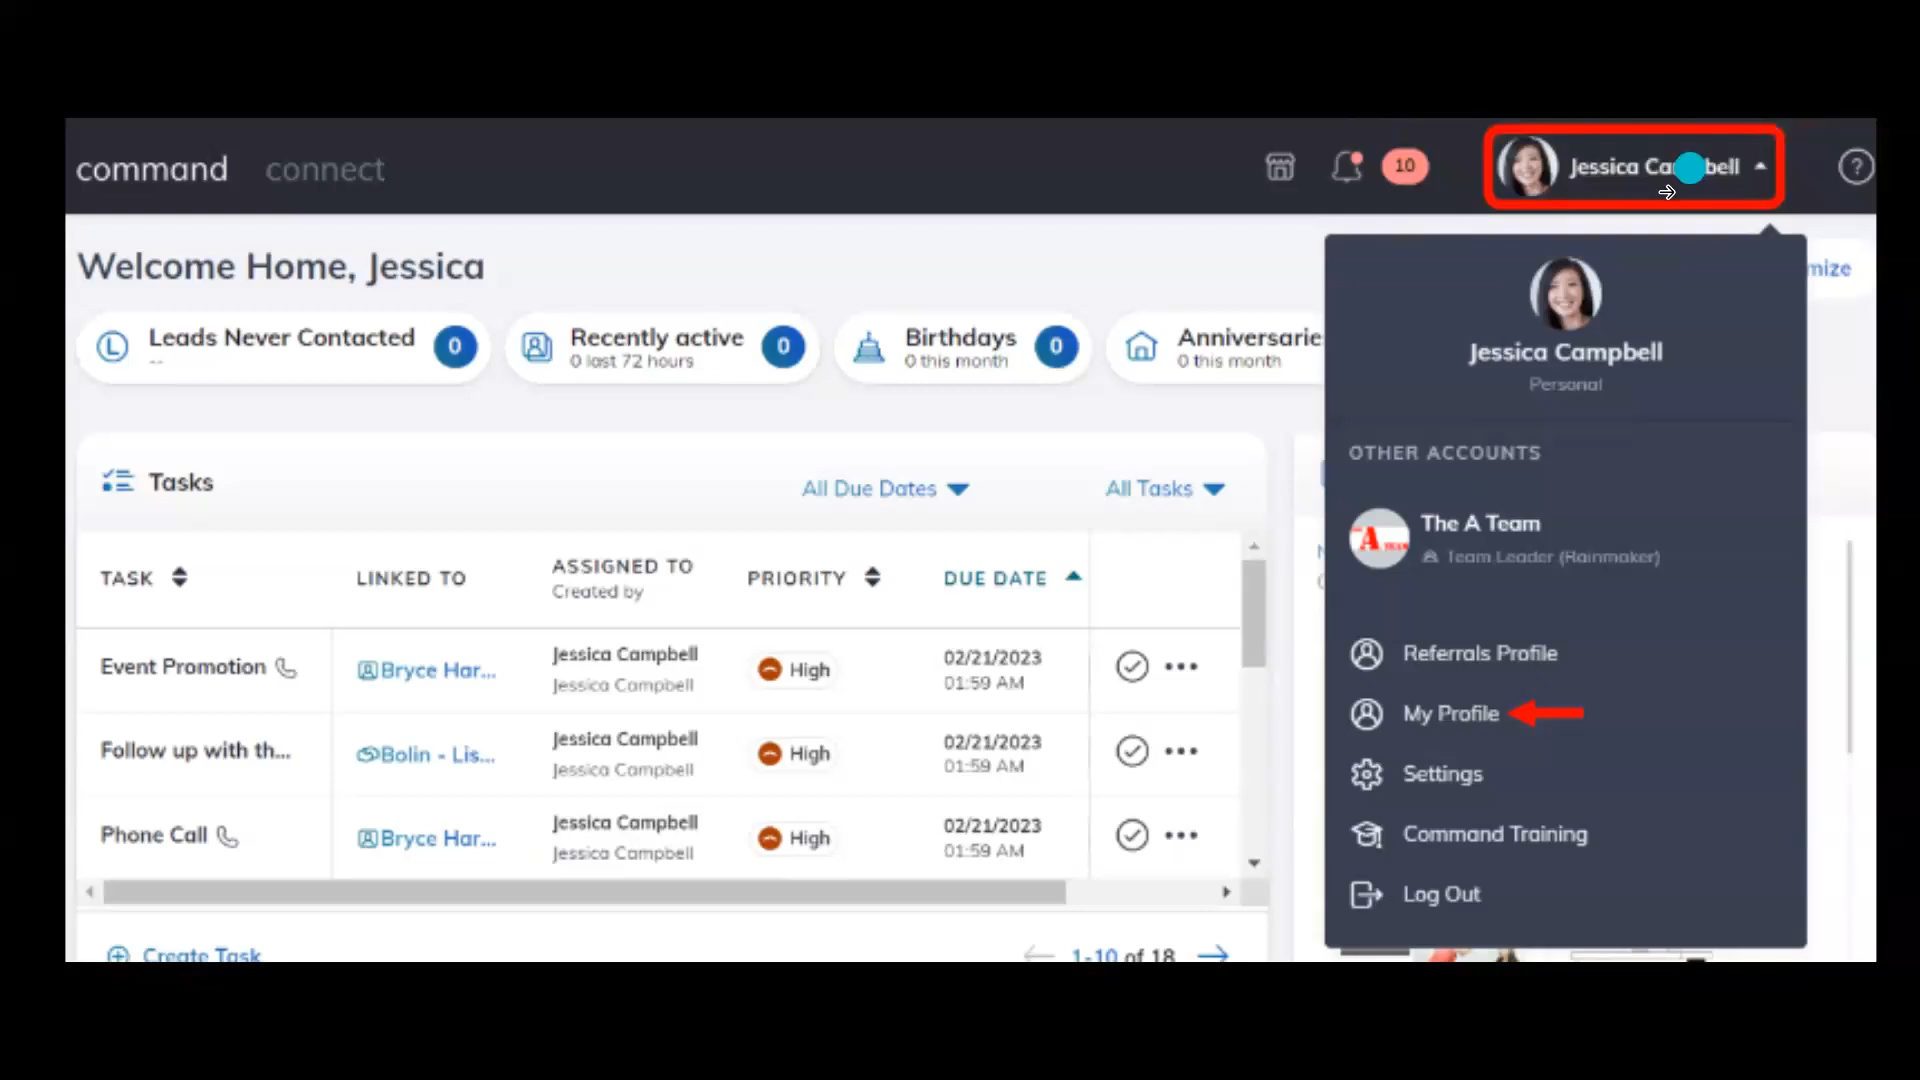 command connect 10 Jessica Ca bell ?
Welcome Home, Jessica mize
Leads Never Contacted 0
--
Recently active 0
0 last 72 hours
Birthdays 0
0 this month
Anniversarie
0 this month
Tasks All Due Dates All Tasks
TASK LINKED TO ASSIGNED TO PRIORITY DUE DATE
Created by
Event Promotion Bryce Har... Jessica Campbell High 02/21/2023
Jessica Campbell 01:59 AM
Follow up with th... Bolin - Lis... Jessica Campbell High 02/21/2023
Jessica Campbell 01:59 AM
Phone Call Bryce Har... Jessica Campbell High 02/21/2023
Jessica Campbell 01:59 AM
Create Task 1-10 of 18
Jessica Campbell
Personal
OTHER ACCOUNTS
The A Team
Team Leader (Rainmaker)
Referrals Profile
My Profile
Settings
Command Training
Log Out